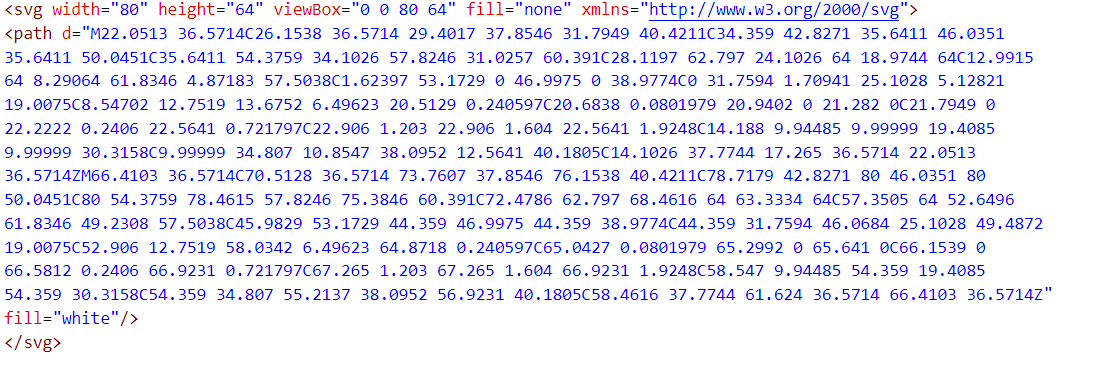 <svg width="80" height="64" viewBox="0 0 80 64" fill="none" xmlns="http://www.w3.org/2000/svg">
<path d="M22.0513 36.5714C26.1538 36.5714 29.4017 37.8546 31.7949 40.4211C34.359 42.8271 35.6411 46.0351
35.6411 50.0451C35.6411 54.3759 34.1026 57.8246 31.0257 60.391C28.1197 62.797 24.1026 64 18.9744 64C12.9915
64 8.29064 61.8346 4.87183 57.5038C1.62397 53.1729 0 46.9975 0 38.9774C0 31.7594 1.70941 25.1028 5.12821
19.0075C8.54702 12.7519 13.6752 6.49623 20.5129 0.240597C20.6838 0.0801979 20.9402 0 21.282 0C21.7949 0
22.2222 0.2406 22.5641 0.721797C22.906 1.203 22.906 1.604 22.5641 1.9248C14.188 9.94485 9.99999 19.4085
9.99999 30.3158C9.99999 34.807 10.8547 38.0952 12.5641 40.1805C14.1026 37.7744 17.265 36.5714 22.0513
36.5714ZM66.4103 36.5714C70.5128 36.5714 73.7607 37.8546 76.1538 40.4211C78.7179 42.8271 80 46.0351 80
50.0451C80 54.3759 78.4615 57.8246 75.3846 60.391C72.4786 62.797 68.4616 64 63.3334 64C57.3505 64 52.6496
61.8346 49.2308 57.5038C45.9829 53.1729 44.359 46.9975 44.359 38.9774C44.359 31.7594 46.0684 25.1028 49.4872
19.0075C52.906 12.7519 58.0342 6.49623 64.8718 0.240597C65.0427 0.0801979 65.2992 0 65.641 0C66.1539 0
66.5812 0.2406 66.9231 0.721797C67.265 1.203 67.265 1.604 66.9231 1.9248C58.547 9.94485 54.359 19.4085
54.359 30.3158C54.359 34.807 55.2137 38.0952 56.9231 40.1805C58.4616 37.7744 61.624 36.5714 66.4103 36.5714Z"
fill="white"/>
</svg>